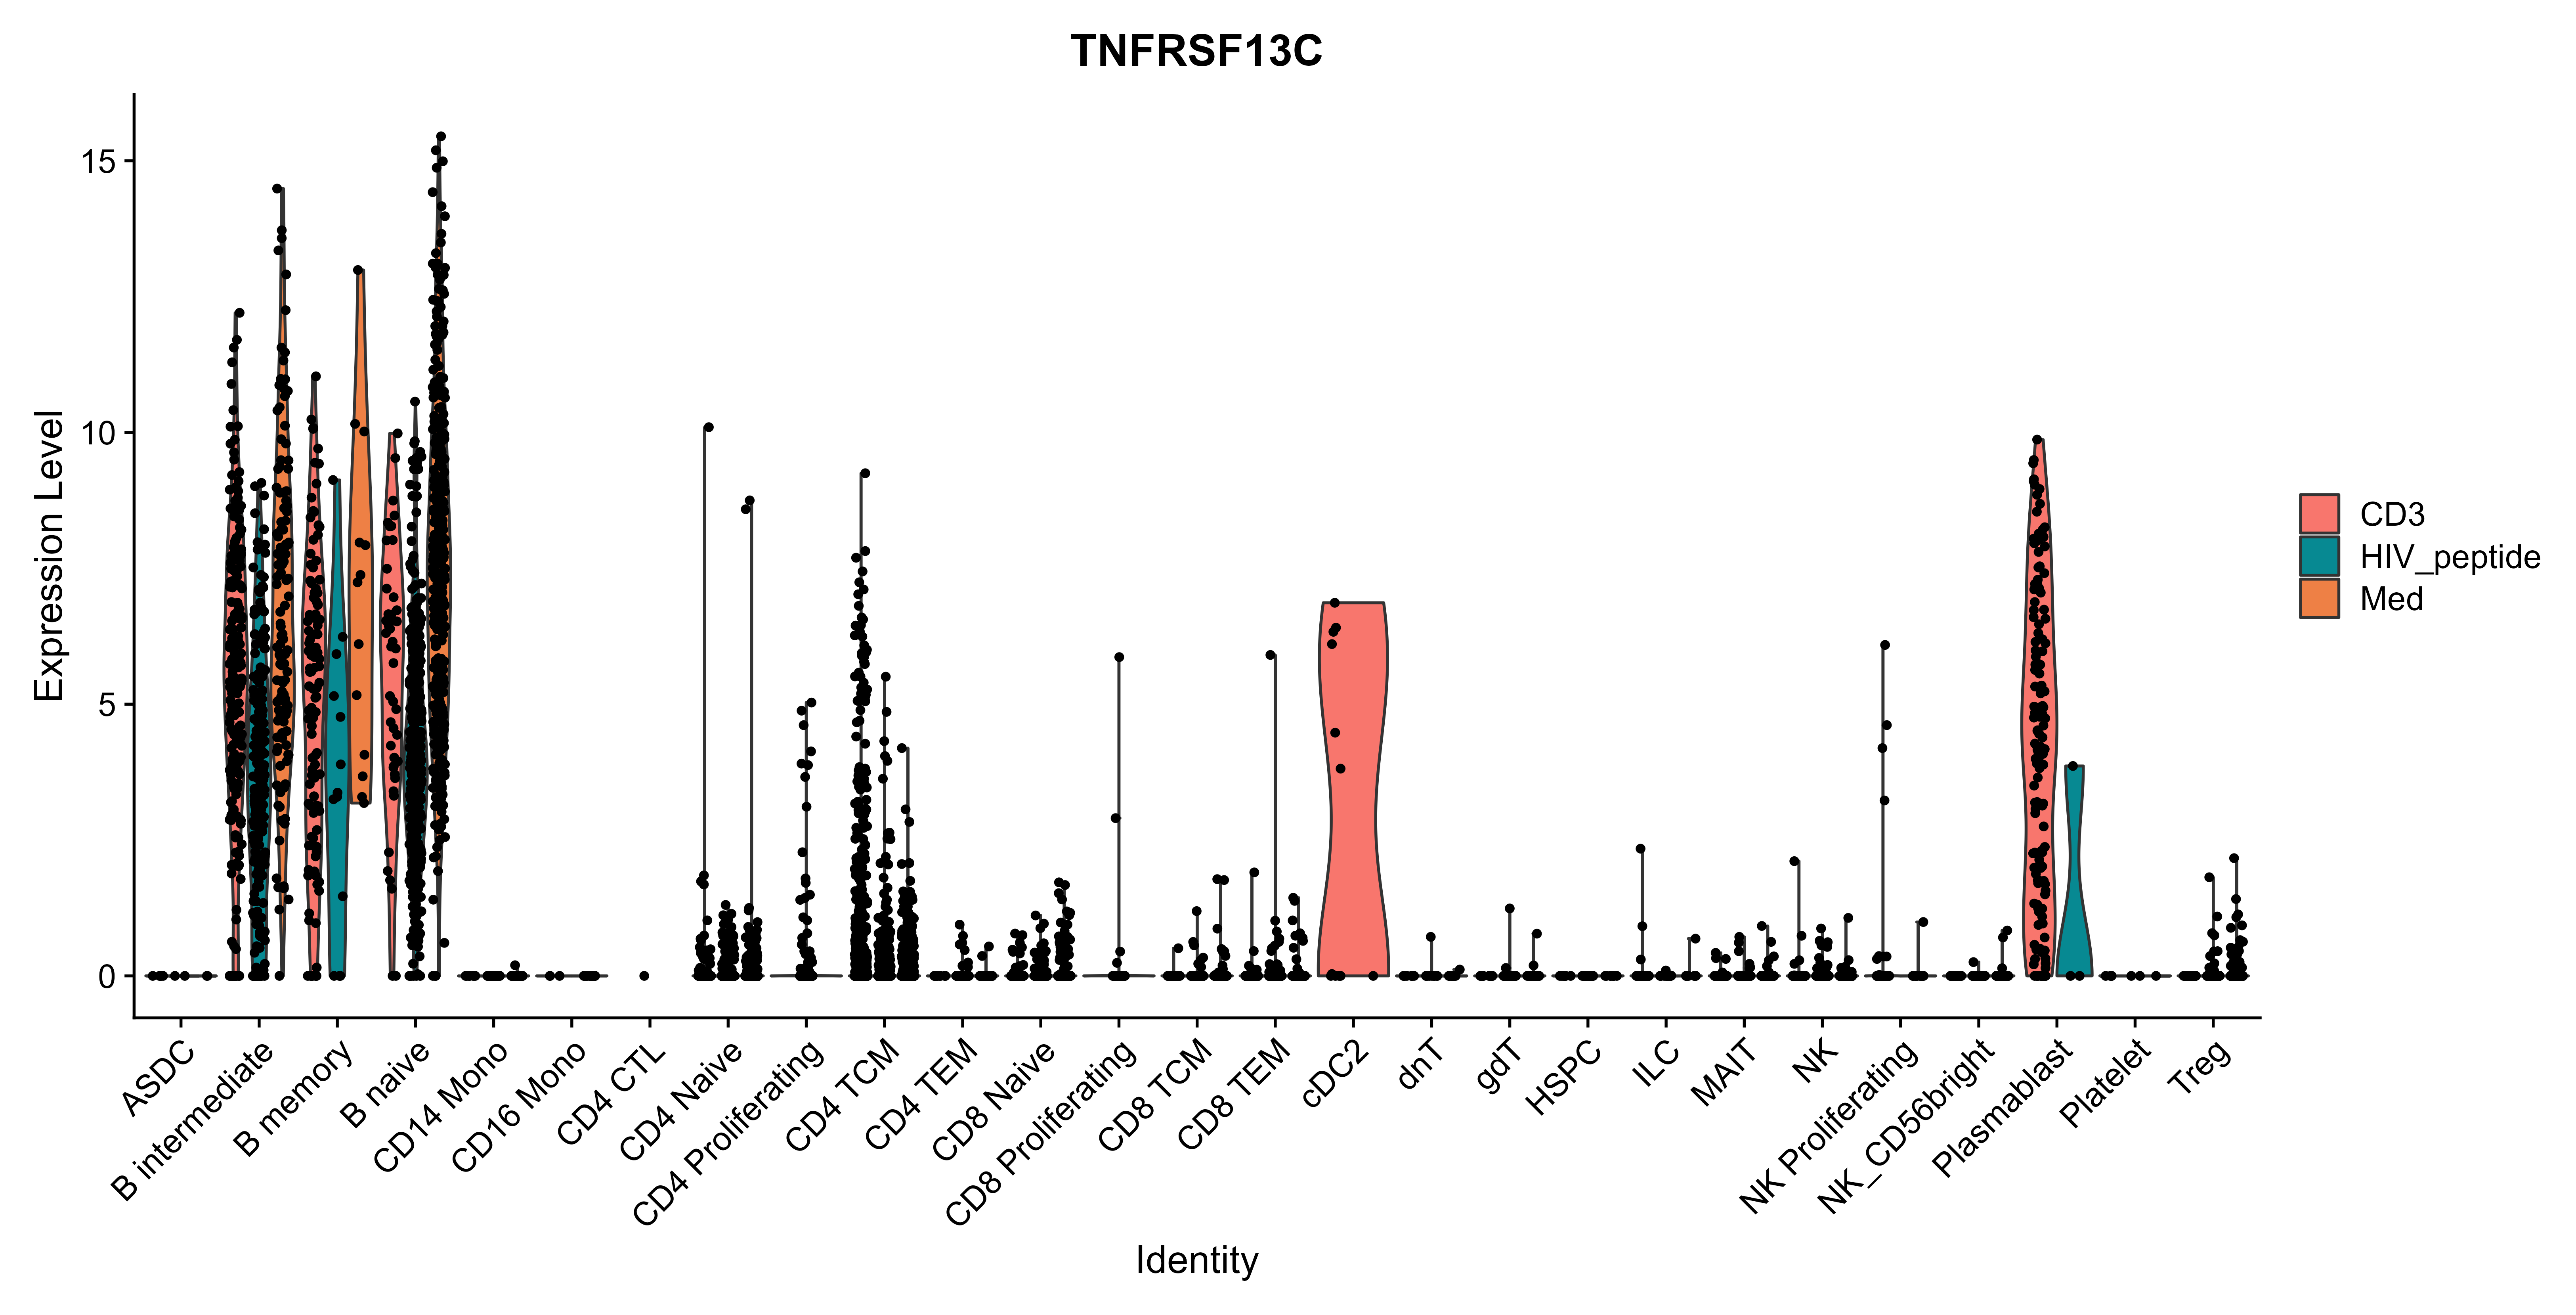 TNFRSF13C
15
10
5
0
Expression Level
ASDC
B intermediate
B memory
B naive
CD14 Mono
CD16 Mono
CD4 CTL
CD4 Naive
CD4 Proliferating
CD4 TCM
CD4 TEM
CD8 Naive
CD8 Proliferating
CD8 TCM
CD8 TEM
cDC2
dnT
gdT
HSPC
ILC
MAIT
NK
NK Proliferating
NK_CD56bright
Plasmablast
Platelet
Treg
Identity
CD3
HIV_peptide
Med